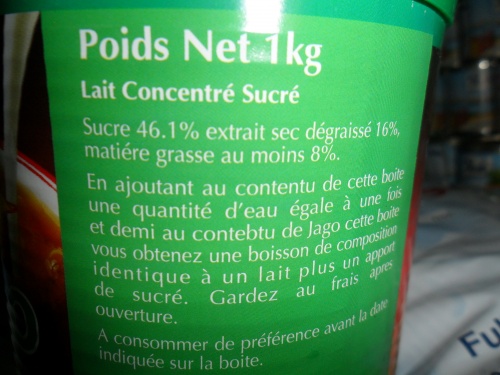 Poids Net 1kg
Lait Concentré Sucré
Sucre 46.1% extrait sec dégraissé 16%,
matiére grasse au moins 8%.
En ajoutant au contenu de cette boite
une quantité d'eau égale à une fois
et demi au contebtu de Jago cette boite
vous obtenez une boisson de composition
identique à un lait plus un apport
de sucré. Gardez au frais apres
ouverture.
A consommer de préférence avant la date
indiquée sur la boite.